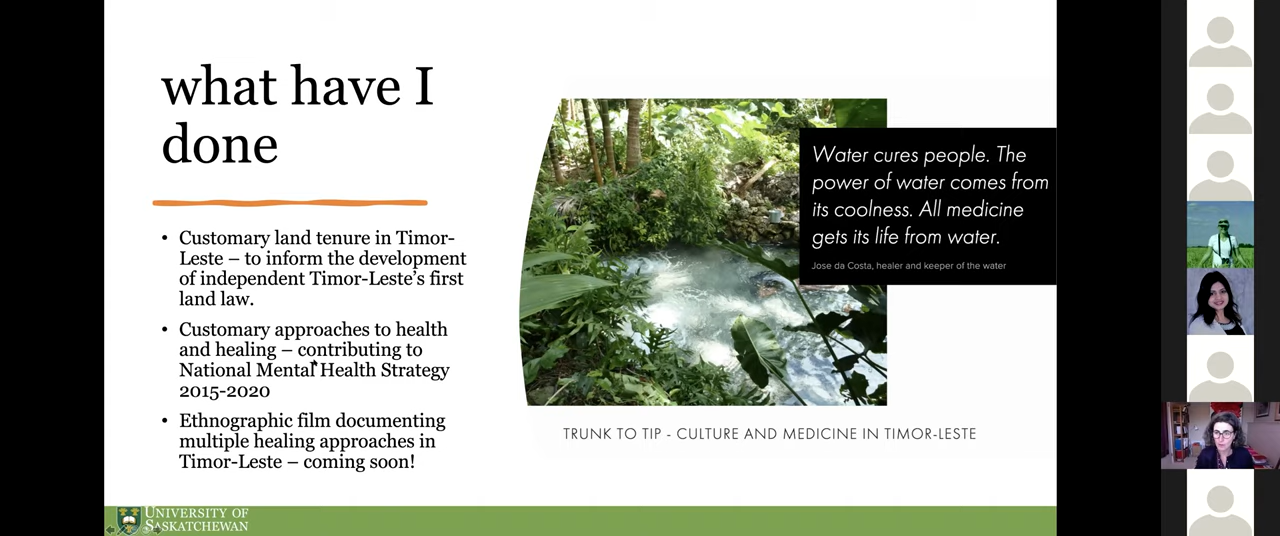 what have I
done
• Customary land tenure in Timor-
Leste – to inform the development
of independent Timor-Leste's first
land law.
• Customary approaches to health
and healing – contributing to
National Mental Health Strategy
2015-2020
• Ethnographic film documenting
multiple healing approaches in
Timor-Leste – coming soon!
Water cures people. The
power of water comes from
its coolness. All medicine
gets its life from water.
Jose da Costa, healer and keeper of the water
TRUNK TO TIP - CULTURE AND MEDICINE IN TIMOR-LESTE
UNIVERSITY OF
SASKATCHEWAN